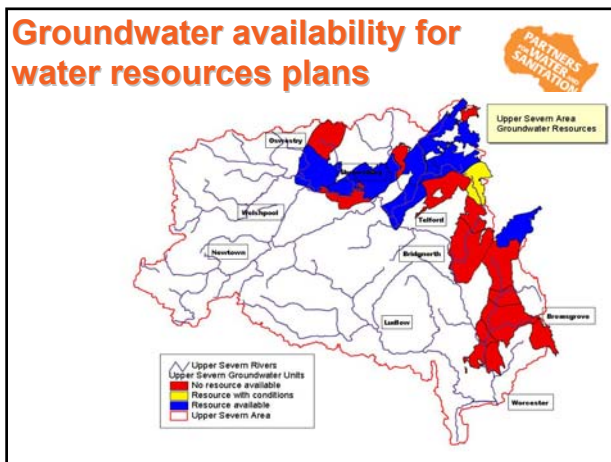 Groundwater availability for
water resources plans
PARTNERS
FOR WATER AND
SANITATION
Upper Severn Area
Groundwater Resources
Oswestry
Welshpool
Telford
Newtown
Bridgnorth
Ludlow
Bromsgrove
Worcester
Upper Severn Rivers
Upper Severn Groundwater Units
No resource available
Resource with conditions
Resource available
Upper Severn Area